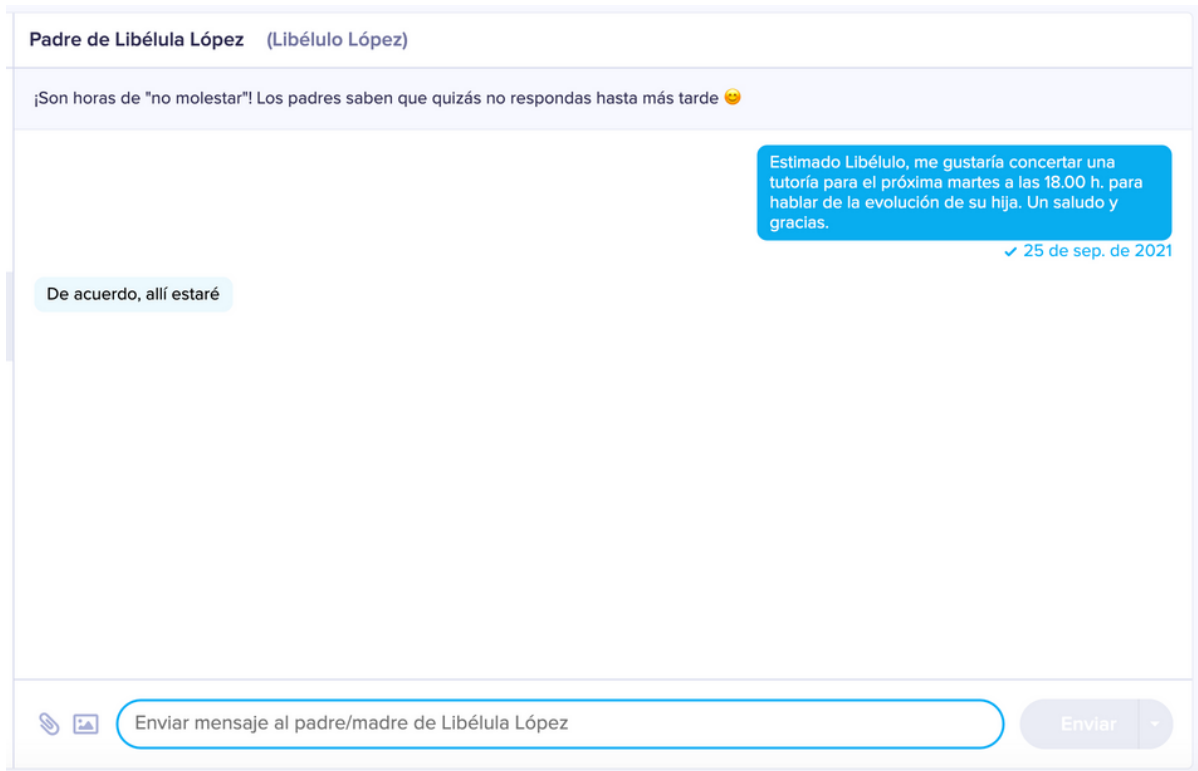 Padre de Libélula López (Libélulo López)
¡Son horas de "no molestar"! Los padres saben que quizás no respondas hasta más tarde 😊
Estimado Libélulo, me gustaría concertar una
tutoría para el próxima martes a las 18.00 h. para
hablar de la evolución de su hija. Un saludo y
gracias.
✓ 25 de sep. de 2021
De acuerdo, allí estaré
Enviar mensaje al padre/madre de Libélula López
Enviar